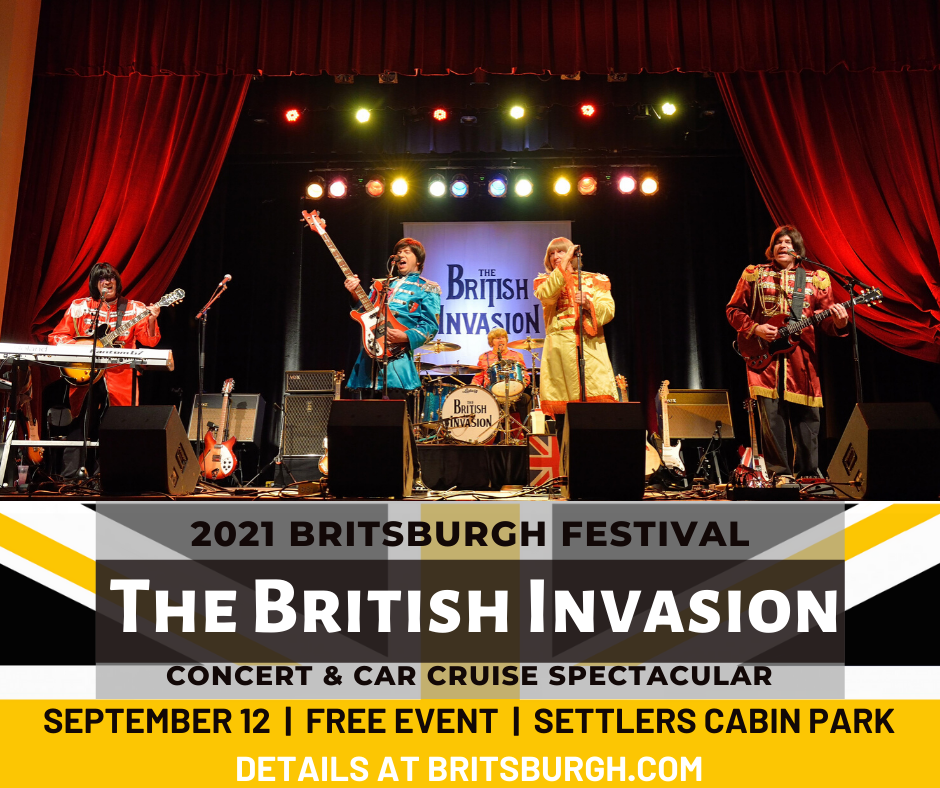 THE
BRITISH
INVASION
THE
BRITISH
INVASION
2021 BRITSBURGH FESTIVAL
THE BRITISH INVASION
CONCERT & CAR CRUISE SPECTACULAR
SEPTEMBER 12 | FREE EVENT | SETTLERS CABIN PARK
DETAILS AT BRITSBURGH.COM